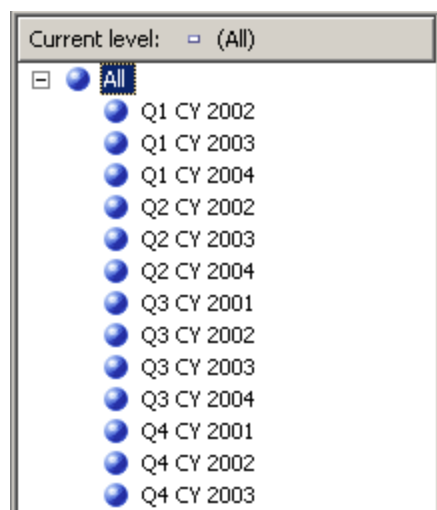 Current level: (All)
All
Q1 CY 2002
Q1 CY 2003
Q1 CY 2004
Q2 CY 2002
Q2 CY 2003
Q2 CY 2004
Q3 CY 2001
Q3 CY 2002
Q3 CY 2003
Q3 CY 2004
Q4 CY 2001
Q4 CY 2002
Q4 CY 2003